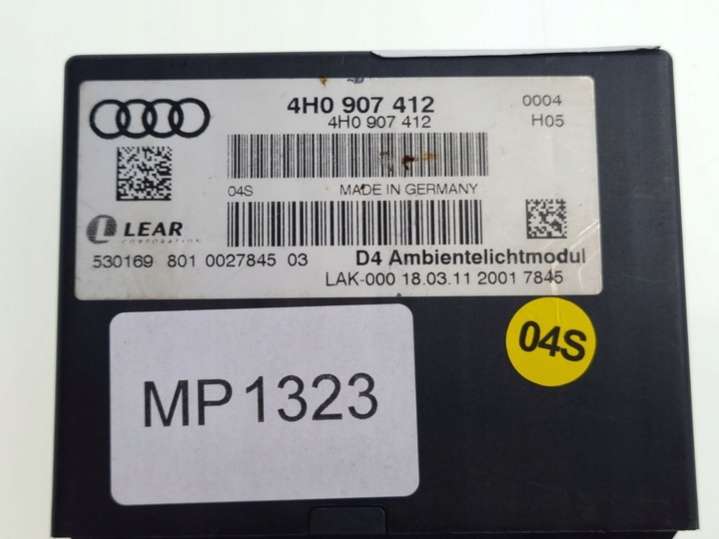 4H0 907 412
4H0 907 412
0004
H05
04S
MADE IN GERMANY
LEAR
CORPORATION
530169 801 0027845 03
D4 Ambientelichtmodul
LAK-000 18.03.11 2001 7845
04S
MP1323